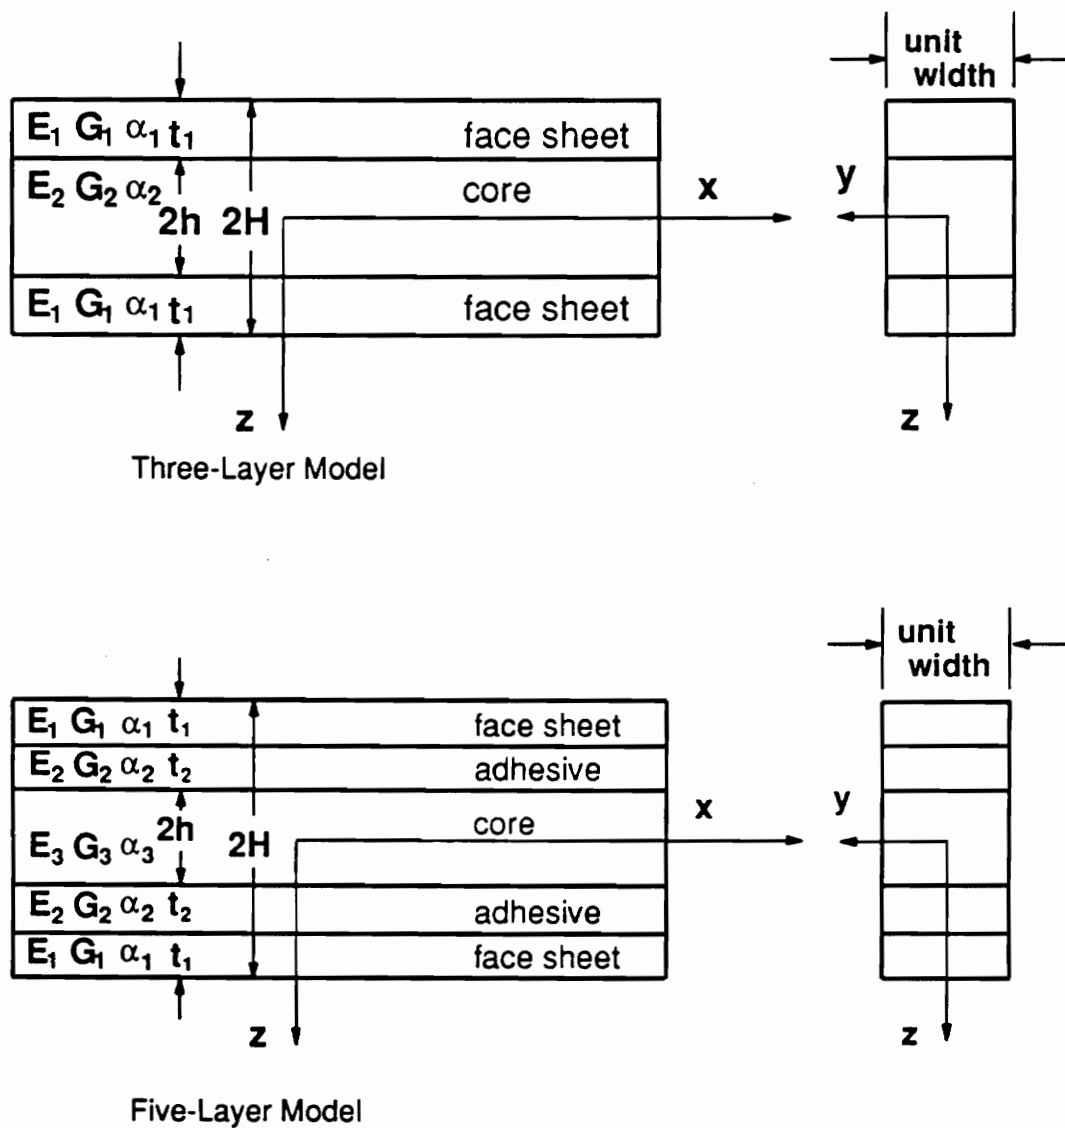 unit
width
E₁ G₁ α₁ t₁ face sheet
E₂ G₂ α₂ core
2h 2H
x
y
E₁ G₁ α₁ t₁ face sheet
z
z
Three-Layer Model
unit
width
E₁ G₁ α₁ t₁ face sheet
E₂ G₂ α₂ t₂ adhesive
core
x
y
E₃ G₃ α₃ 2h 2H
E₂ G₂ α₂ t₂ adhesive
E₁ G₁ α₁ t₁ face sheet
z
z
Five-Layer Model